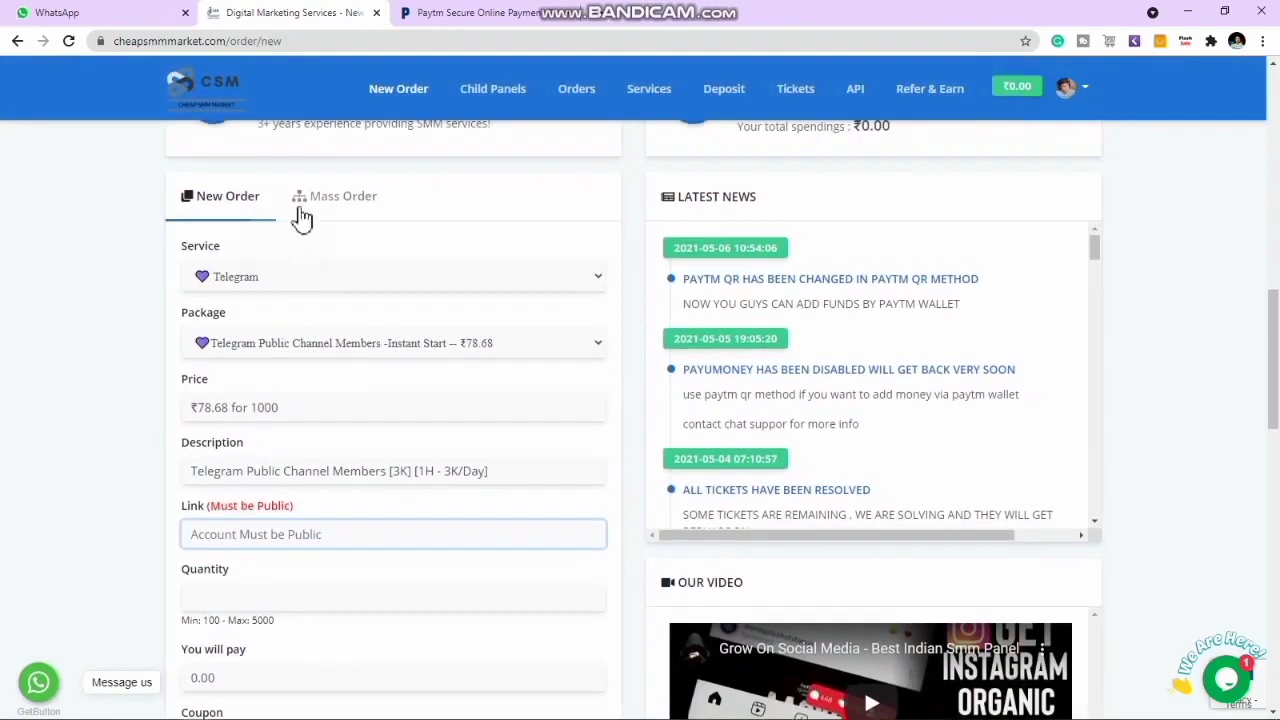 WhatsApp
Digital Marketing Services - Nev
Paytm Secure Online Paymen
www.BANDICAM.com
cheapsmmmarket.com/order/new
CSM
CHEAP SMM MARKET
New Order
Child Panels
Orders
Services
Deposit
Tickets
API
Refer & Earn
₹0.00
3+ years experience providing SMM services!
Your total spendings : ₹0.00
New Order
Mass Order
Service
Telegram
Package
Telegram Public Channel Members -Instant Start -- ₹78.68
Price
₹78.68 for 1000
Description
Telegram Public Channel Members [3K] [1H - 3K/Day]
Link (Must be Public)
Account Must be Public
Quantity
Min: 100 - Max: 5000
You will pay
0.00
Coupon
LATEST NEWS
2021-05-06 10:54:06
PAYTM QR HAS BEEN CHANGED IN PAYTM QR METHOD
NOW YOU GUYS CAN ADD FUNDS BY PAYTM WALLET
2021-05-05 19:05:20
PAYUMONEY HAS BEEN DISABLED WILL GET BACK VERY SOON
use paytm qr method if you want to add money via paytm wallet
contact chat suppor for more info
2021-05-04 07:10:57
ALL TICKETS HAVE BEEN RESOLVED
SOME TICKETS ARE REMAINING , WE ARE SOLVING AND THEY WILL GET
OUR VIDEO
Grow On Social Media - Best Indian Smm Panel
GET
INSTAGRAM
ORGANIC
Message us
GetButton
We Are Here!
1
Terms